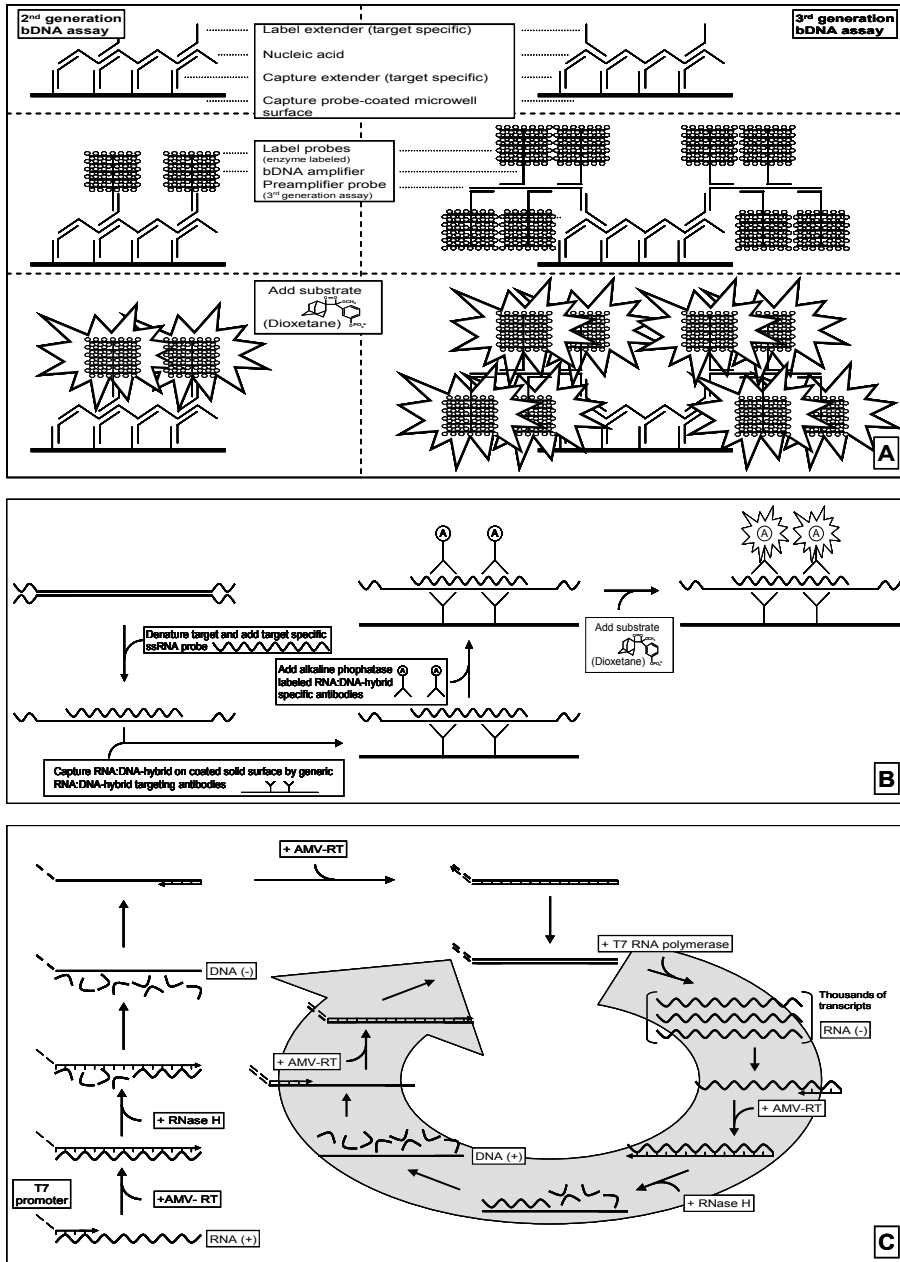 2nd generation
bDNA assay
Label extender (target specific)
Nucleic acid
Capture extender (target specific)
Capture probe-coated microwell
surface
3rd generation
bDNA assay
Label probes
(enzyme labeled)
bDNA amplifier
Preamplifier probe
(3rd generation assay)
Add substrate
(Dioxetane)
A
Denature target and add target specific
ssRNA probe
Capture RNA:DNA-hybrid on coated solid surface by generic
RNA:DNA-hybrid targeting antibodies
Add alkaline phophatase
labeled RNA:DNA-hybrid
specific antibodies
A A
A A
Add substrate
(Dioxetane)
A A
B
+ AMV-RT
DNA (-)
+ RNase H
+AMV- RT
T7
promoter
RNA (+)
+ T7 RNA polymerase
Thousands of
transcripts
RNA (-)
+ AMV-RT
+ RNase H
DNA (+)
+ AMV-RT
C